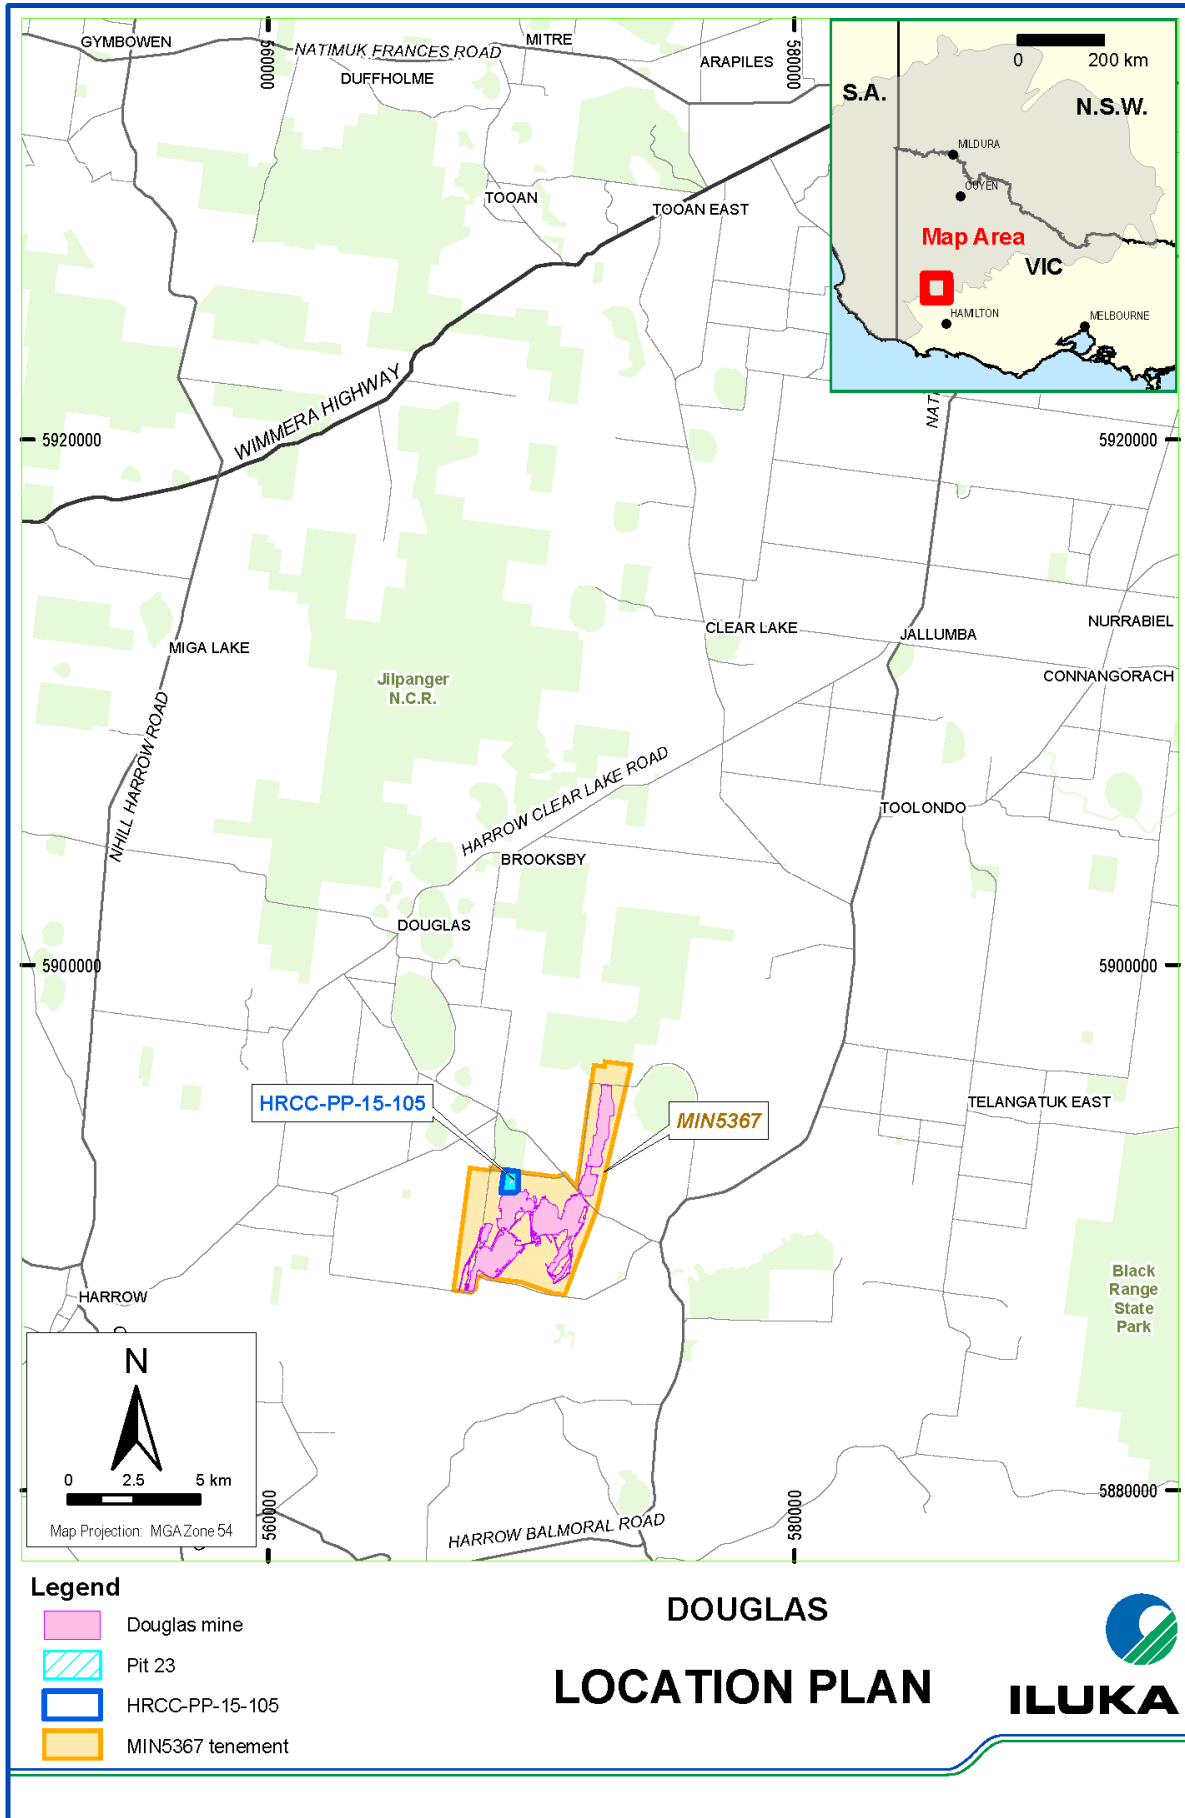 GYMBOWEN
NATIMUK FRANCES ROAD
MITRE
DUFFHOLME
ARAPILES
560000
580000
0 200 km
S.A.
N.S.W.
MILDURA
OUYEN
Map Area
VIC
HAMILTON
MELBOURNE
TOOAN
TOOAN EAST
WIMMERA HIGHWAY
NATI
5920000
5920000
CLEAR LAKE
JALLUMBA
NURRABIEL
MIGA LAKE
CONNANGORACH
Jilpanger
N.C.R.
NHILL HARROW ROAD
HARROW CLEAR LAKE ROAD
TOOLONDO
BROOKSBY
DOUGLAS
5900000
5900000
HRCC-PP-15-105
MIN5367
TELANGATUK EAST
HARROW
Black
Range
State
Park
N
0 2.5 5 km
Map Projection: MGA Zone 54
5880000
560000
580000
HARROW BALMORAL ROAD
Legend
Douglas mine
Pit 23
HRCC-PP-15-105
MIN5367 tenement
DOUGLAS
LOCATION PLAN
ILUKA